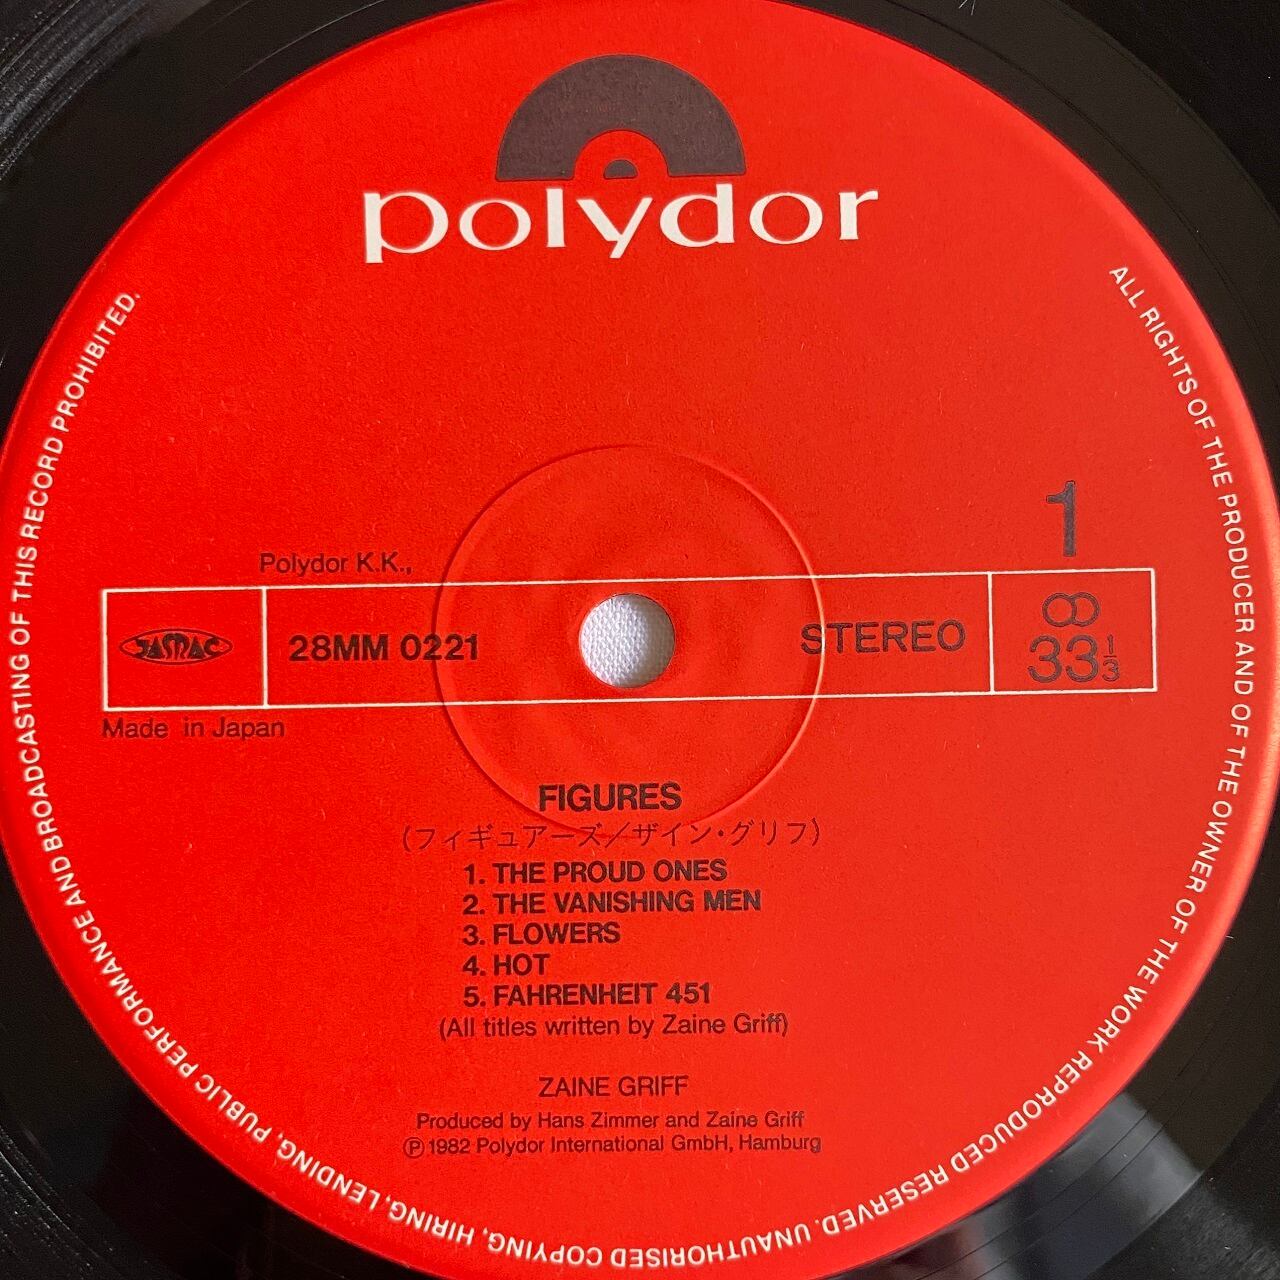 polydor
1
Polydor K.K.,
JASRAC
28MM 0221
STEREO
33 1/3
Made in Japan
FIGURES
(フィギュアーズ/ザイン・グリフ)
1. THE PROUD ONES
2. THE VANISHING MEN
3. FLOWERS
4. HOT
5. FAHRENHEIT 451
(All titles written by Zaine Griff)
ZAINE GRIFF
Produced by Hans Zimmer and Zaine Griff
Ⓟ 1982 Polydor International GmbH, Hamburg
ALL RIGHTS OF THE PRODUCER AND OF THE OWNER OF THE WORK REPRODUCED RESERVED. UNAUTHORISED COPYING, HIRING, LENDING, PUBLIC PERFORMANCE AND BROADCASTING OF THIS RECORD PROHIBITED.